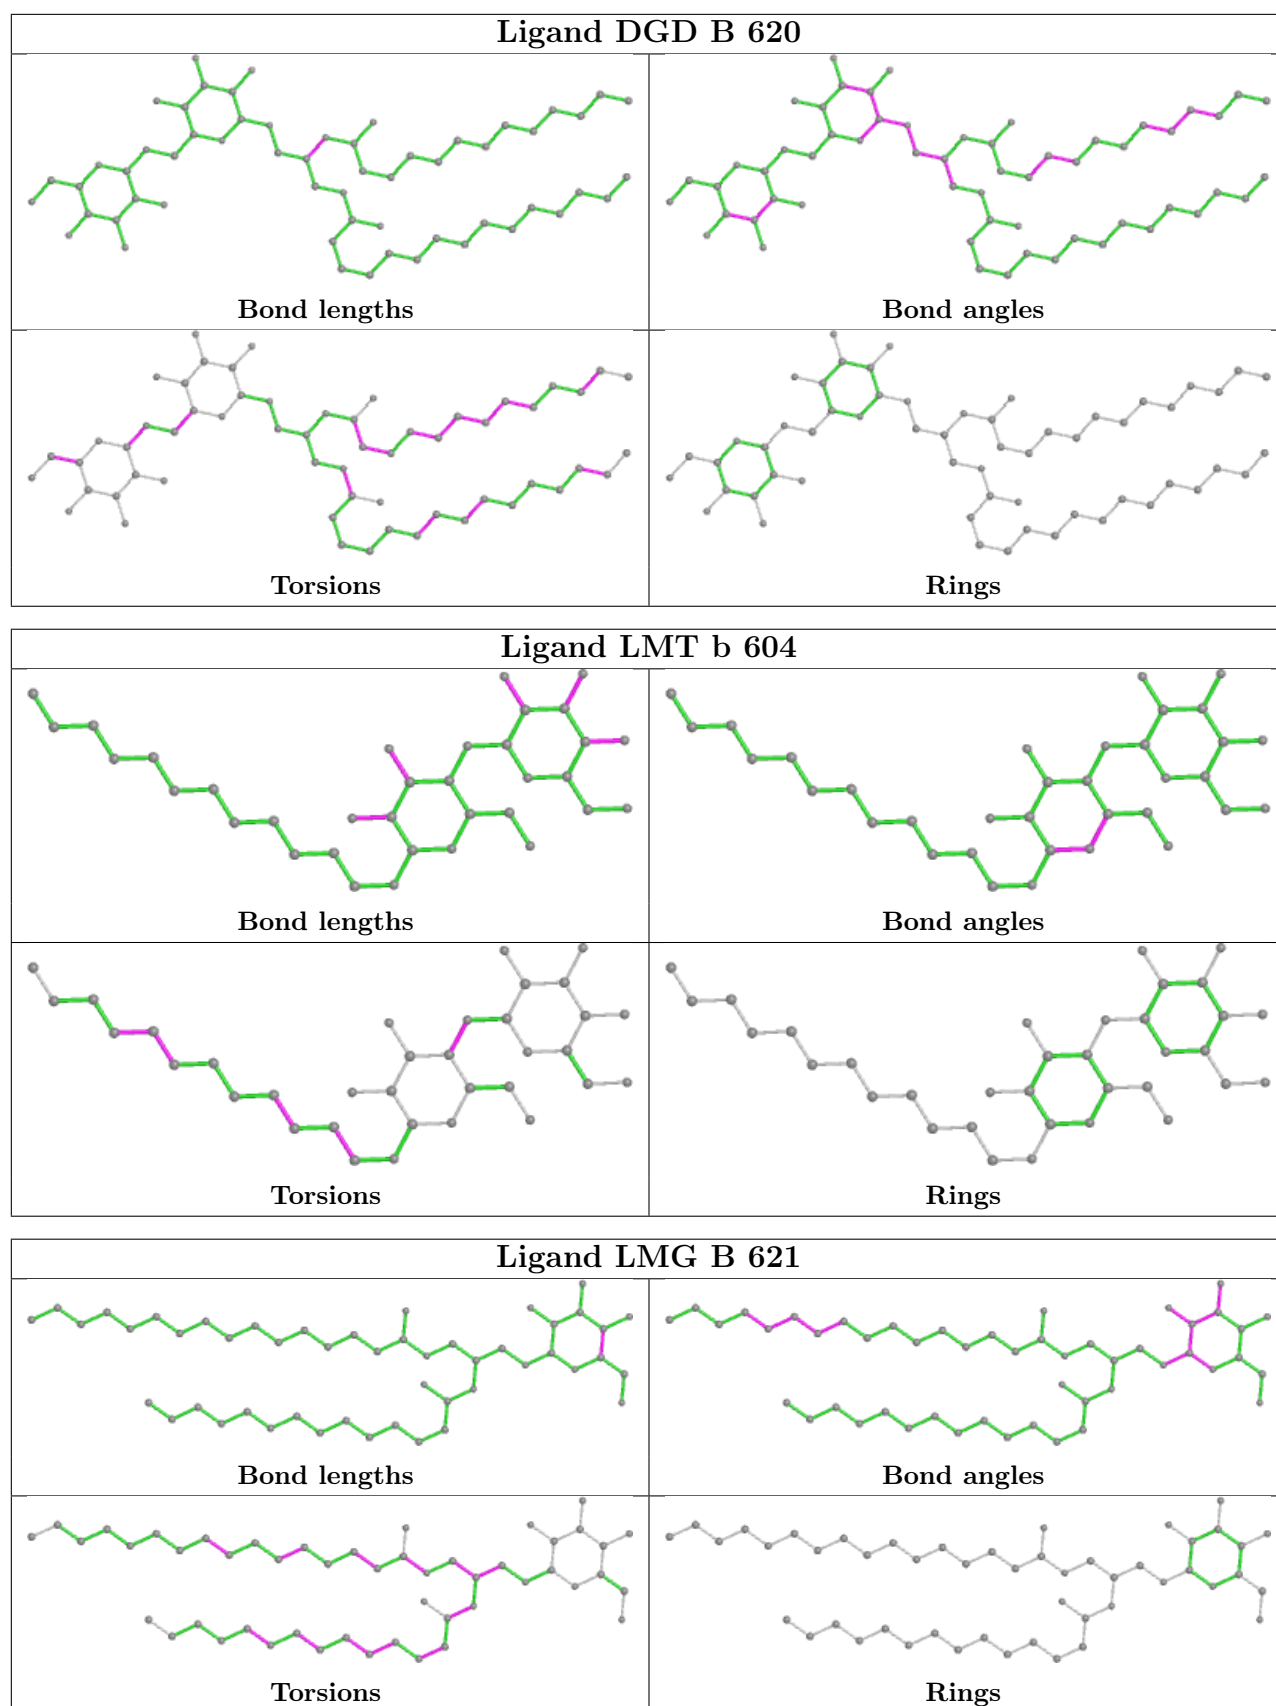 Ligand DGD B 620
Bond lengths
Bond angles
Torsions
Rings
Ligand LMT b 604
Bond lengths
Bond angles
Torsions
Rings
Ligand LMG B 621
Bond lengths
Bond angles
Torsions
Rings